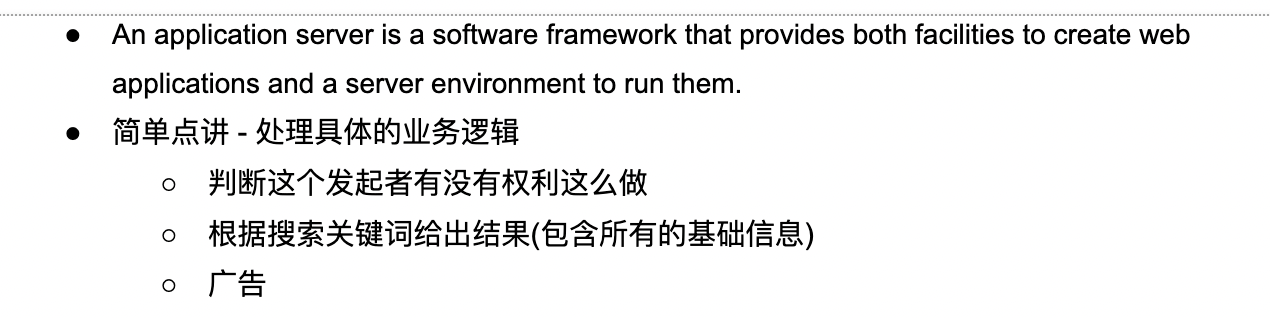 ● An application server is a software framework that provides both facilities to create web
applications and a server environment to run them.
● 简单点讲 - 处理具体的业务逻辑
○ 判断这个发起者有没有权利这么做
○ 根据搜索关键词给出结果(包含所有的基础信息)
○ 广告